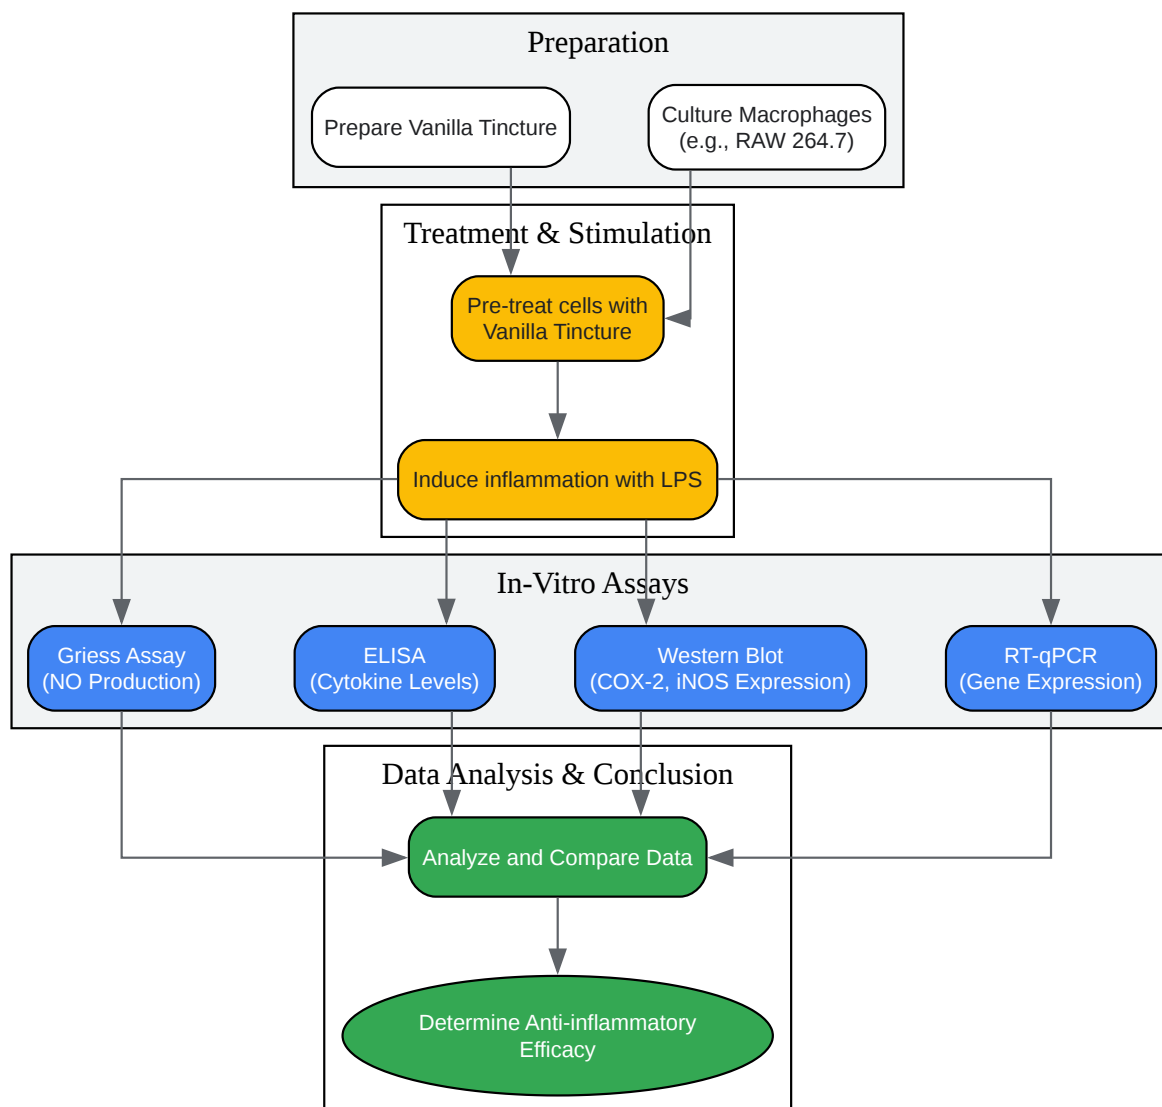 Preparation
Prepare Vanilla Tincture
Culture Macrophages
(e.g., RAW 264.7)
Treatment & Stimulation
Pre-treat cells with
Vanilla Tincture
Induce inflammation with LPS
In-Vitro Assays
Griess Assay
(NO Production)
ELISA
(Cytokine Levels)
Western Blot
(COX-2, iNOS Expression)
RT-qPCR
(Gene Expression)
Data Analysis & Conclusion
Analyze and Compare Data
Determine Anti-inflammatory
Efficacy